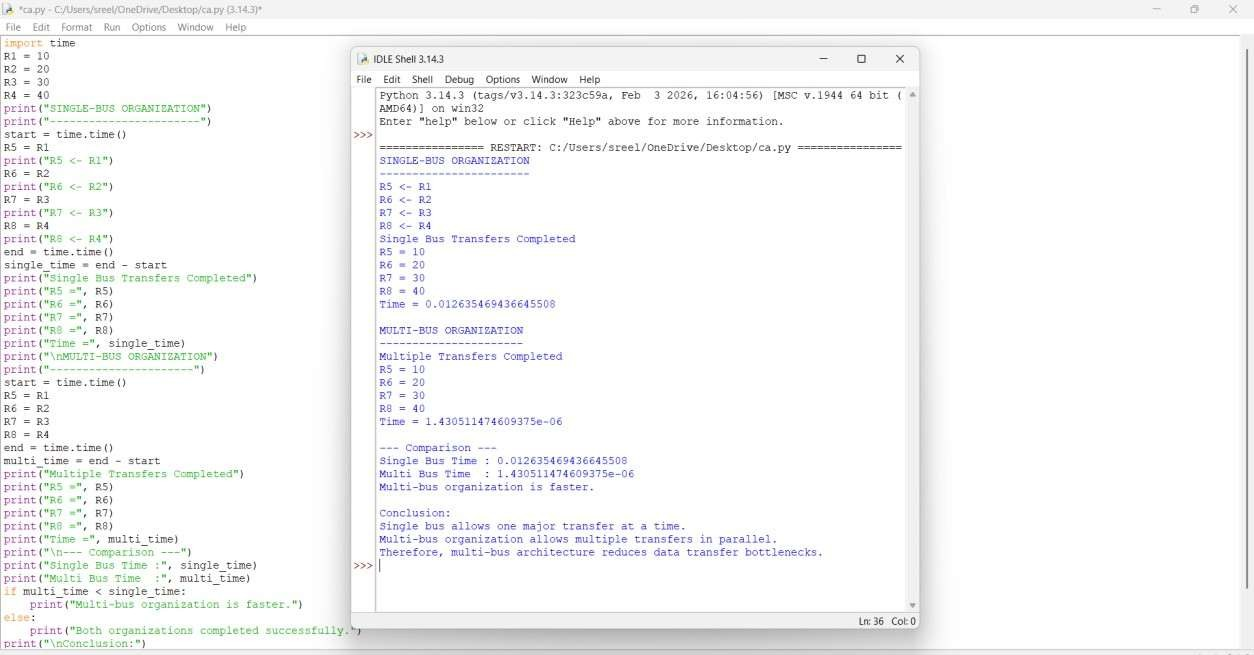 *ca.py - C:/Users/sreel/OneDrive/Desktop/ca.py (3.14.3)*
File Edit Format Run Options Window Help
import time
R1 = 10
R2 = 20
R3 = 30
R4 = 40
print("SINGLE-BUS ORGANIZATION")
print("-----------------------")
start = time.time()
R5 = R1
print("R5 <- R1")
R6 = R2
print("R6 <- R2")
R7 = R3
print("R7 <- R3")
R8 = R4
print("R8 <- R4")
end = time.time()
single_time = end - start
print("Single Bus Transfers Completed")
print("R5 =", R5)
print("R6 =", R6)
print("R7 =", R7)
print("R8 =", R8)
print("Time =", single_time)
print("\nMULTI-BUS ORGANIZATION")
print("----------------------")
start = time.time()
R5 = R1
R6 = R2
R7 = R3
R8 = R4
end = time.time()
multi_time = end - start
print("Multiple Transfers Completed")
print("R5 =", R5)
print("R6 =", R6)
print("R7 =", R7)
print("R8 =", R8)
print("Time =", multi_time)
print("\n--- Comparison ---")
print("Single Bus Time :", single_time)
print("Multi Bus Time  :", multi_time)
if multi_time < single_time:
    print("Multi-bus organization is faster.")
else:
    print("Both organizations completed successfully.")
print("\nConclusion:")
IDLE Shell 3.14.3
File Edit Shell Debug Options Window Help
Python 3.14.3 (tags/v3.14.3:323c59a, Feb  3 2026, 16:04:56) [MSC v.1944 64 bit (
AMD64)] on win32
Enter "help" below or click "Help" above for more information.
>>>
================ RESTART: C:/Users/sreel/OneDrive/Desktop/ca.py ================
SINGLE-BUS ORGANIZATION
-----------------------
R5 <- R1
R6 <- R2
R7 <- R3
R8 <- R4
Single Bus Transfers Completed
R5 = 10
R6 = 20
R7 = 30
R8 = 40
Time = 0.012635469436645508
MULTI-BUS ORGANIZATION
----------------------
Multiple Transfers Completed
R5 = 10
R6 = 20
R7 = 30
R8 = 40
Time = 1.430511474609375e-06
--- Comparison ---
Single Bus Time : 0.012635469436645508
Multi Bus Time  : 1.430511474609375e-06
Multi-bus organization is faster.
Conclusion:
Single bus allows one major transfer at a time.
Multi-bus organization allows multiple transfers in parallel.
Therefore, multi-bus architecture reduces data transfer bottlenecks.
>>>
Ln: 36 Col: 0